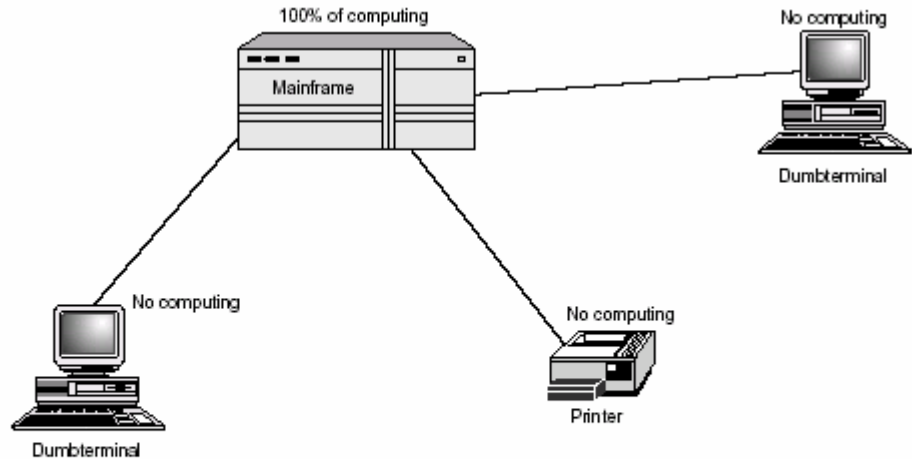 100% of computing
No computing
Mainframe
Dumbterminal
No computing
No computing
Printer
Dumbterminal